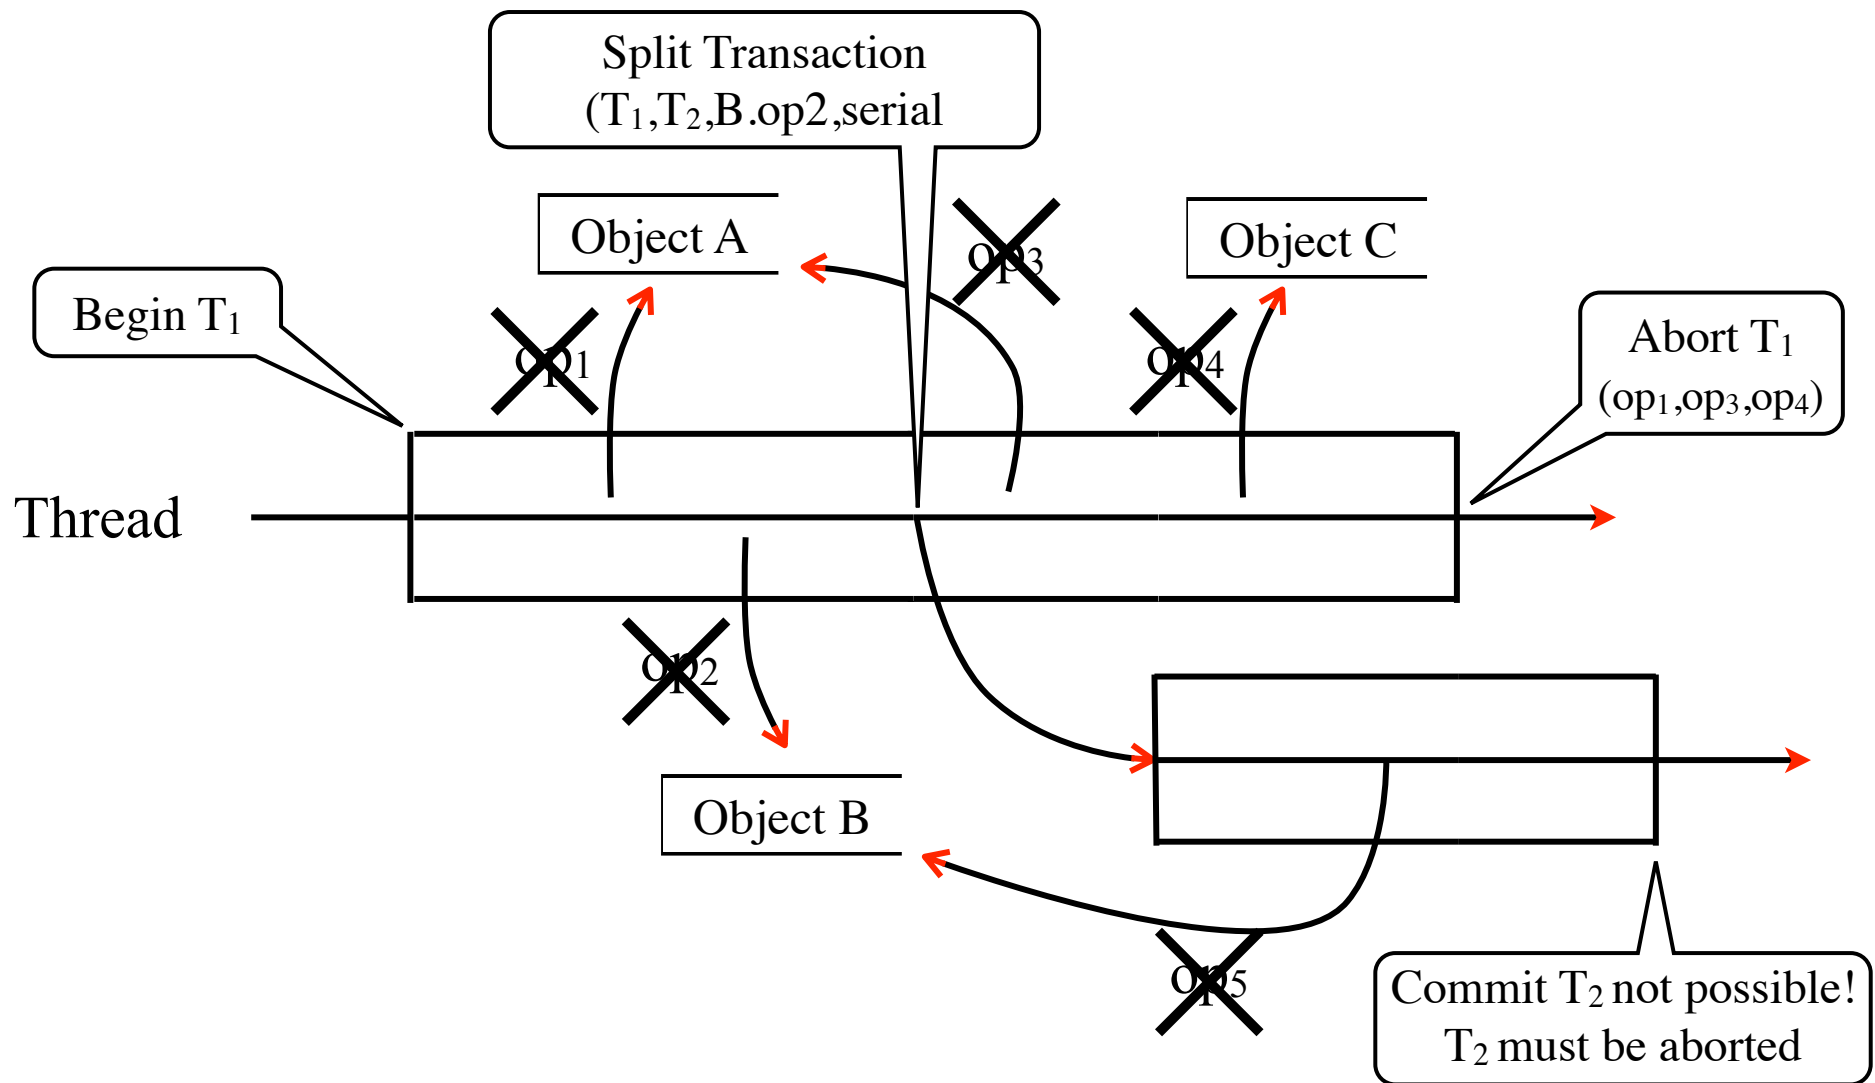 Split Transaction
(T₁,T₂,B.op2,serial
Object A
op₃
Object C
Begin T₁
op₁
op₄
Abort T₁
(op₁,op₃,op₄)
Thread
op₂
Object B
op₅
Commit T₂ not possible!
T₂ must be aborted